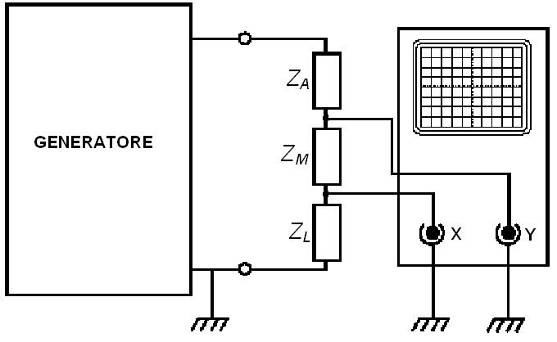 GENERATORE
Z_A
Z_M
Z_L
X
Y